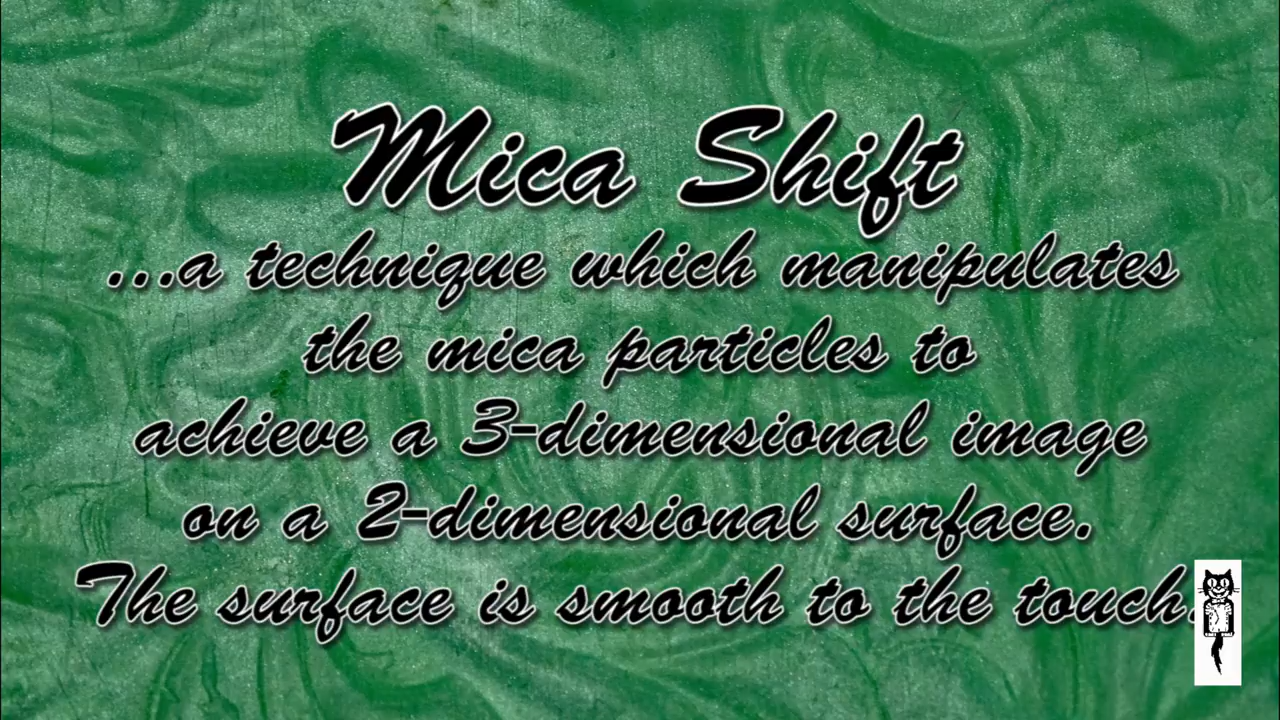 Mica Shift
...a technique which manipulates
the mica particles to
achieve a 3-dimensional image
on a 2-dimensional surface.
The surface is smooth to the touch.